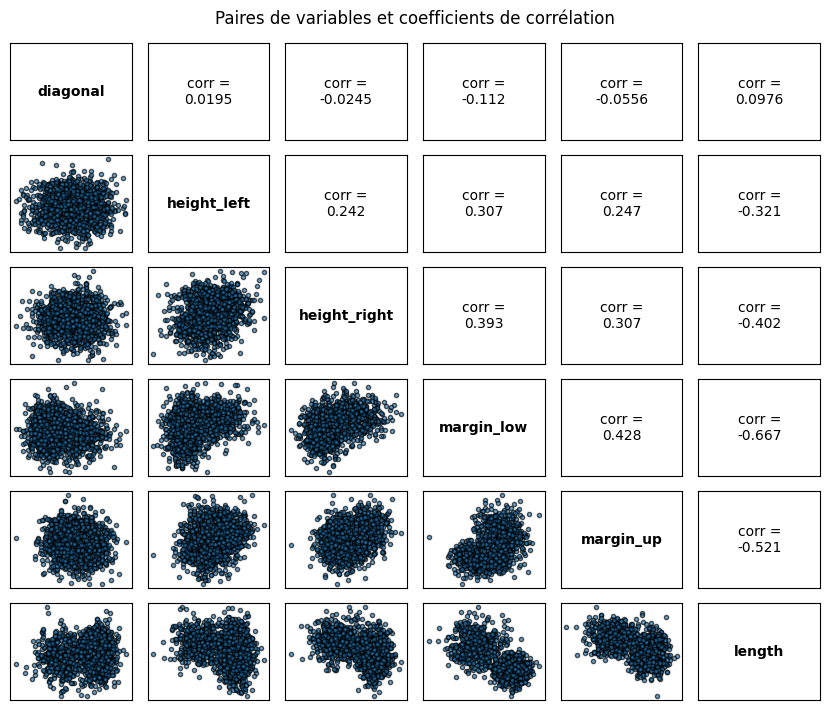 Paires de variables et coefficients de corrélation
diagonal
corr =
0.0195
corr =
-0.0245
corr =
-0.112
corr =
-0.0556
corr =
0.0976
height_left
corr =
0.242
corr =
0.307
corr =
0.247
corr =
-0.321
height_right
corr =
0.393
corr =
0.307
corr =
-0.402
margin_low
corr =
0.428
corr =
-0.667
margin_up
corr =
-0.521
length